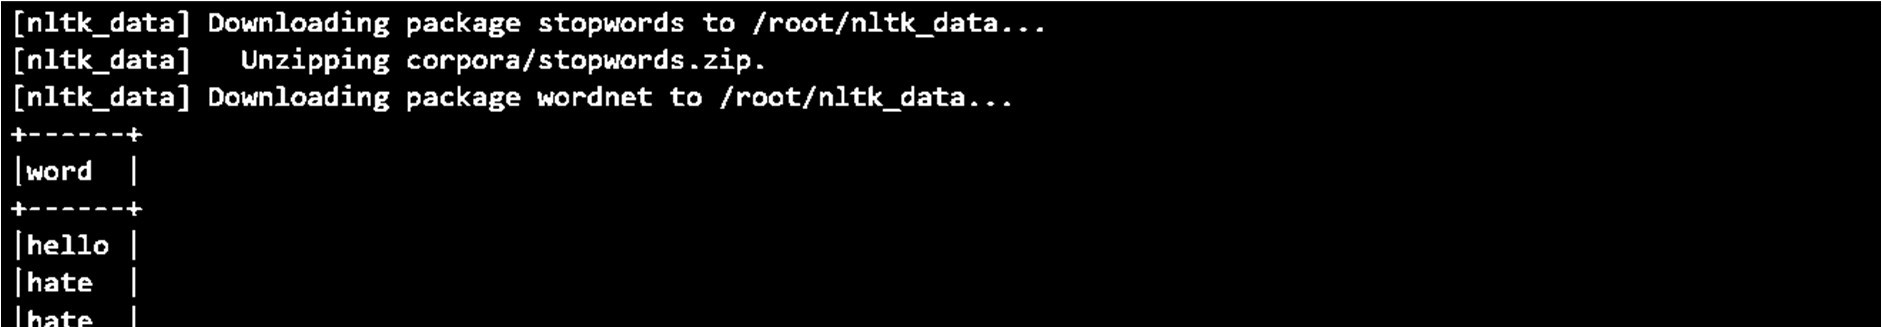 [nltk_data] Downloading package stopwords to /root/nltk_data...
[nltk_data]   Unzipping corpora/stopwords.zip.
[nltk_data] Downloading package wordnet to /root/nltk_data...
+------+
|word  |
+------+
|hello |
|hate  |
|hate  |